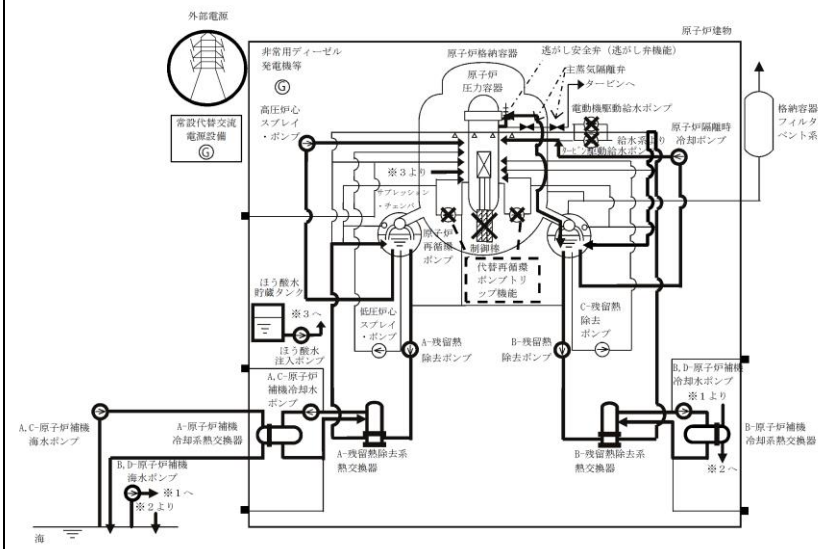 外部電源
原子炉建物
非常用ディーゼル
発電機等
G
常設代替交流
電源設備
G
高圧炉心
スプレイ
・ポンプ
原子炉格納容器
原子炉
圧力容器
逃がし安全弁（逃がし弁機能）
主蒸気隔離弁
タービンへ
電動機駆動給水ポンプ
給水系より
タービン駆動給水ポンプ
原子炉隔離時
冷却ポンプ
格納容器
フィルタ
ベント系
※３より
サプレッション
・チェンバ
原子炉
再循環
ポンプ
制御棒
代替再循環
ポンプトリ
ップ機能
ほう酸水
貯蔵タンク
※３へ
ほう酸水
注入ポンプ
低圧炉心
スプレイ
・ポンプ
A-残留熱
除去ポンプ
B-残留熱
除去ポンプ
C-残留熱
除去
ポンプ
A,C-原子炉
補機冷却水
ポンプ
B,D-原子炉補機
冷却水ポンプ
※１より
A,C-原子炉補機
海水ポンプ
A-原子炉補機
冷却系熱交換器
A-残留熱除去系
熱交換器
B-残留熱除去系
熱交換器
B-原子炉補機
冷却系熱交換器
※２へ
B,D-原子炉補機
海水ポンプ
※１へ
※２より
海